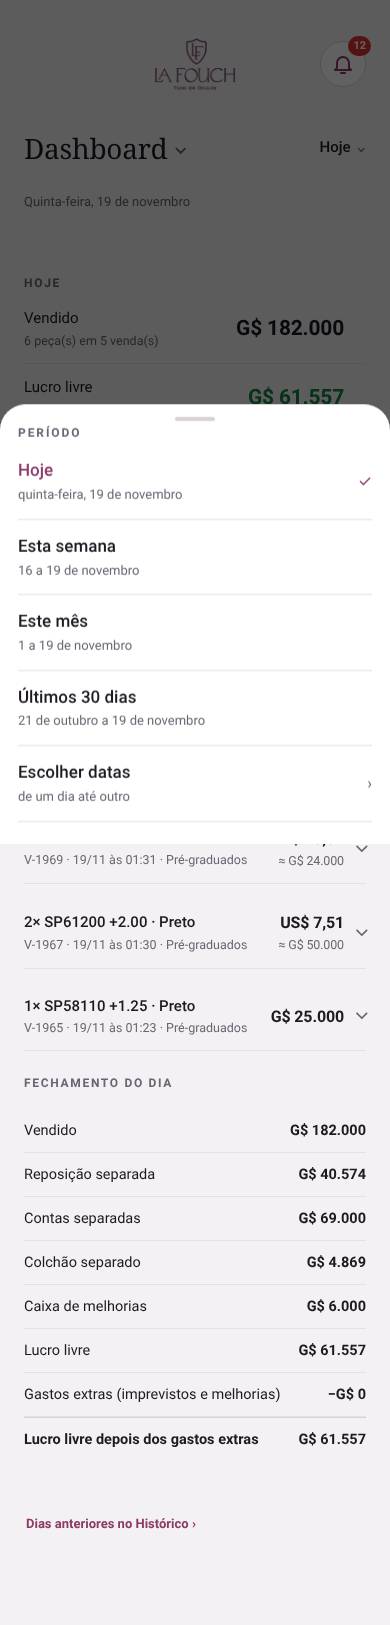 LA FOUCH
12
Dashboard
Hoje
Quinta-feira, 19 de novembro
HOJE
Vendido
G$ 182.000
6 peça(s) em 5 venda(s)
Lucro livre
G$ 61.557
PERÍODO
Hoje
quinta-feira, 19 de novembro
Esta semana
16 a 19 de novembro
Este mês
1 a 19 de novembro
Últimos 30 dias
21 de outubro a 19 de novembro
Escolher datas
de um dia até outro
V-1969 · 19/11 às 01:31 · Pré-graduados
≈ G$ 24.000
2× SP61200 +2.00 · Preto
US$ 7,51
V-1967 · 19/11 às 01:30 · Pré-graduados
≈ G$ 50.000
1× SP58110 +1.25 · Preto
G$ 25.000
V-1965 · 19/11 às 01:23 · Pré-graduados
FECHAMENTO DO DIA
Vendido
G$ 182.000
Reposição separada
G$ 40.574
Contas separadas
G$ 69.000
Colchão separado
G$ 4.869
Caixa de melhorias
G$ 6.000
Lucro livre
G$ 61.557
Gastos extras (imprevistos e melhorias)
−G$ 0
Lucro livre depois dos gastos extras
G$ 61.557
Dias anteriores no Histórico ›